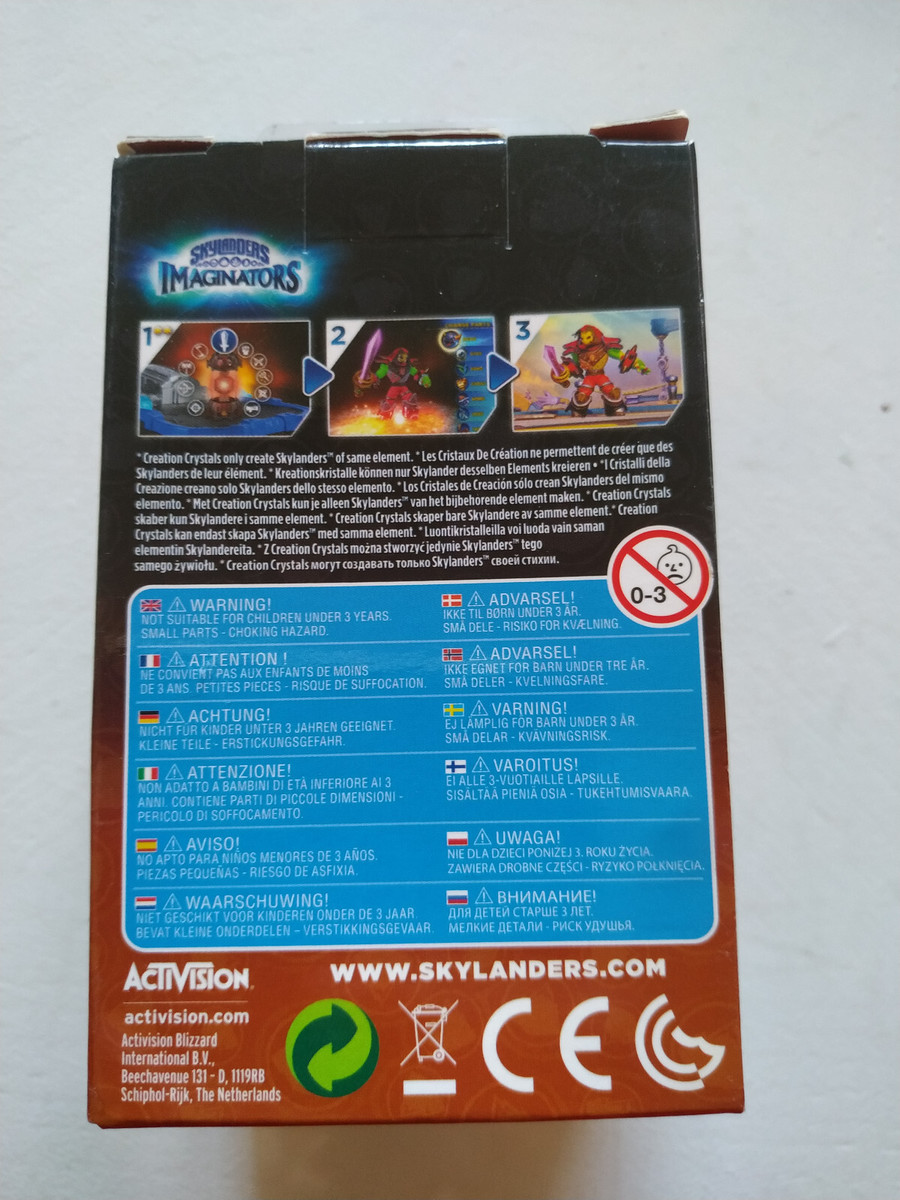 SKYLANDERS
IMAGINATORS
1**
2
3
* Creation Crystals only create Skylanders™ of same element. * Les Cristaux De Création ne permettent de créer que des
Skylanders de leur élément. * Kreationskristalle können nur Skylander desselben Elements kreieren • *I Cristalli della
Creazione creano solo Skylanders dello stesso elemento. * Los Cristales de Creación sólo crean Skylanders del mismo
elemento. * Met Creation Crystals kun je alleen Skylanders™ van het bijbehorende element maken. * Creation Crystals
skaber kun Skylandere i samme element. * Creation Crystals skaper bare Skylandere av samme element.* Creation
Crystals kan endast skapa Skylanders™ med samma element. * Luontikristalleilla voi luoda vain saman
elementin Skylandereita. * Z Creation Crystals można stworzyć jedynie Skylanders™ tego
samego żywiołu. * Creation Crystals могут создавать только Skylanders™ своей стихии.
0-3
WARNING!
NOT SUITABLE FOR CHILDREN UNDER 3 YEARS.
SMALL PARTS - CHOKING HAZARD.
ATTENTION !
NE CONVIENT PAS AUX ENFANTS DE MOINS
DE 3 ANS. PETITES PIECES - RISQUE DE SUFFOCATION.
ACHTUNG!
NICHT FÜR KINDER UNTER 3 JAHREN GEEIGNET.
KLEINE TEILE - ERSTICKUNGSGEFAHR.
ATTENZIONE!
NON ADATTO A BAMBINI DI ETÀ INFERIORE AI 3
ANNI. CONTIENE PARTI DI PICCOLE DIMENSIONI -
PERICOLO DI SOFFOCAMENTO.
AVISO!
NO APTO PARA NIÑOS MENORES DE 3 AÑOS.
PIEZAS PEQUEÑAS - RIESGO DE ASFIXIA.
WAARSCHUWING!
NIET GESCHIKT VOOR KINDEREN ONDER DE 3 JAAR.
BEVAT KLEINE ONDERDELEN – VERSTIKKINGSGEVAAR.
ADVARSEL!
IKKE TIL BØRN UNDER 3 ÅR.
SMÅ DELE - RISIKO FOR KVÆLNING.
ADVARSEL!
IKKE EGNET FOR BARN UNDER TRE ÅR.
SMÅ DELER - KVELNINGSFARE.
VARNING!
EJ LÄMPLIG FÖR BARN UNDER 3 ÅR.
SMÅ DELAR - KVÄVNINGSRISK.
VAROITUS!
EI ALLE 3-VUOTIAILLE LAPSILLE.
SISÄLTÄÄ PIENIÄ OSIA - TUKEHTUMISVAARA.
UWAGA!
NIE DLA DZIECI PONIŻEJ 3. ROKU ŻYCIA.
ZAWIERA DROBNE CZĘŚCI - RYZYKO POŁKNIĘCIA.
ВНИМАНИЕ!
ДЛЯ ДЕТЕЙ СТАРШЕ 3 ЛЕТ.
МЕЛКИЕ ДЕТАЛИ - РИСК УДУШЬЯ.
ACTIVISION
WWW.SKYLANDERS.COM
activision.com
Activision Blizzard
International B.V.,
Beechavenue 131 - D, 1119RB
Schiphol-Rijk, The Netherlands
CE